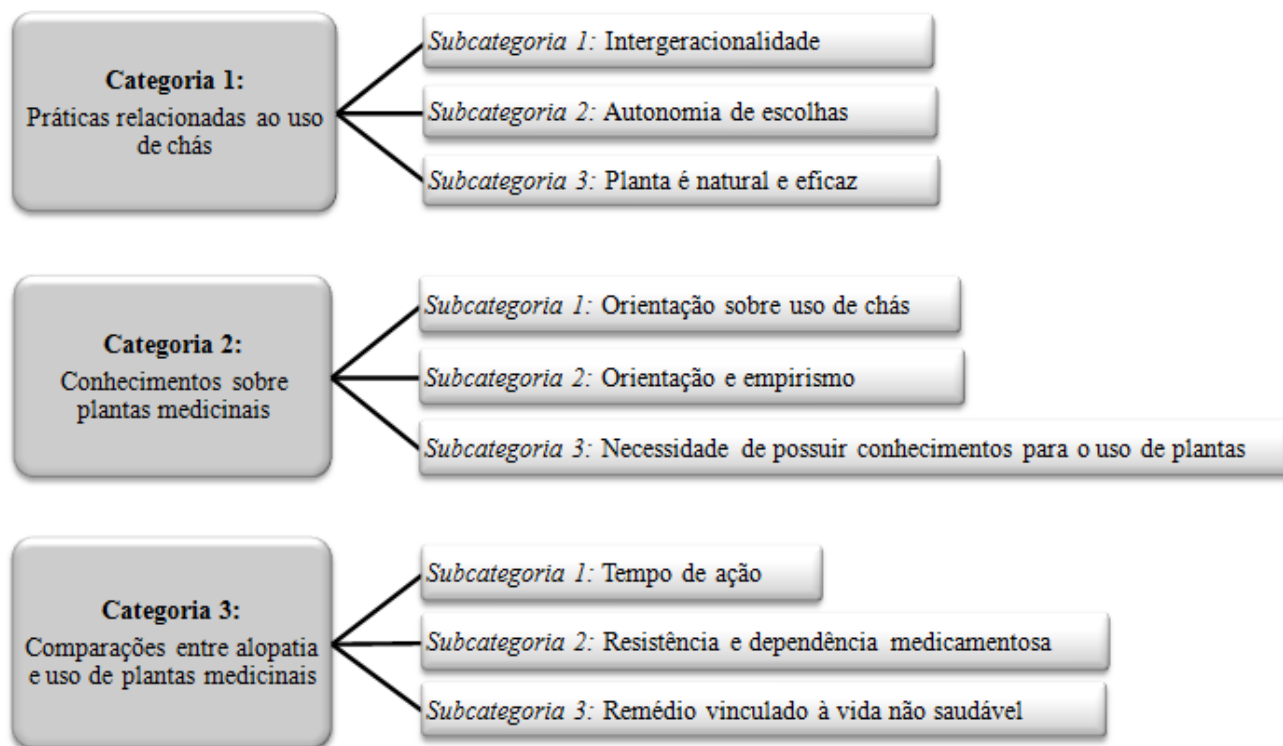 Categoria 1:
Práticas relacionadas ao uso
de chás
Subcategoria 1: Intergeracionalidade
Subcategoria 2: Autonomia de escolhas
Subcategoria 3: Planta é natural e eficaz
Categoria 2:
Conhecimentos sobre
plantas medicinais
Subcategoria 1: Orientação sobre uso de chás
Subcategoria 2: Orientação e empirismo
Subcategoria 3: Necessidade de possuir conhecimentos para o uso de plantas
Categoria 3:
Comparações entre alopatia
e uso de plantas medicinais
Subcategoria 1: Tempo de ação
Subcategoria 2: Resistência e dependência medicamentosa
Subcategoria 3: Remédio vinculado à vida não saudável